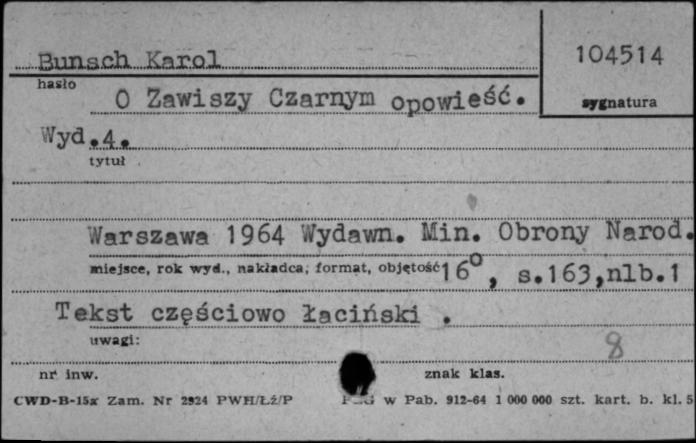 Bunsch Karol
104514
hasło
sygnatura
O Zawiszy Czarnym opowieść.
Wyd.4.
tytuł
Warszawa 1964 Wydawn. Min. Obrony Narod.
miejsce, rok wyd., nakładca, format, objętość 16°, s.163,nlb.1
Tekst częściowo łaciński .
uwagi:
8
nr inw.
znak klas.
CWD-B-15x Zam. Nr 2924 PWH/Łź/P w Pab. 912-64 1 000 000 szt. kart. b. kl. 5